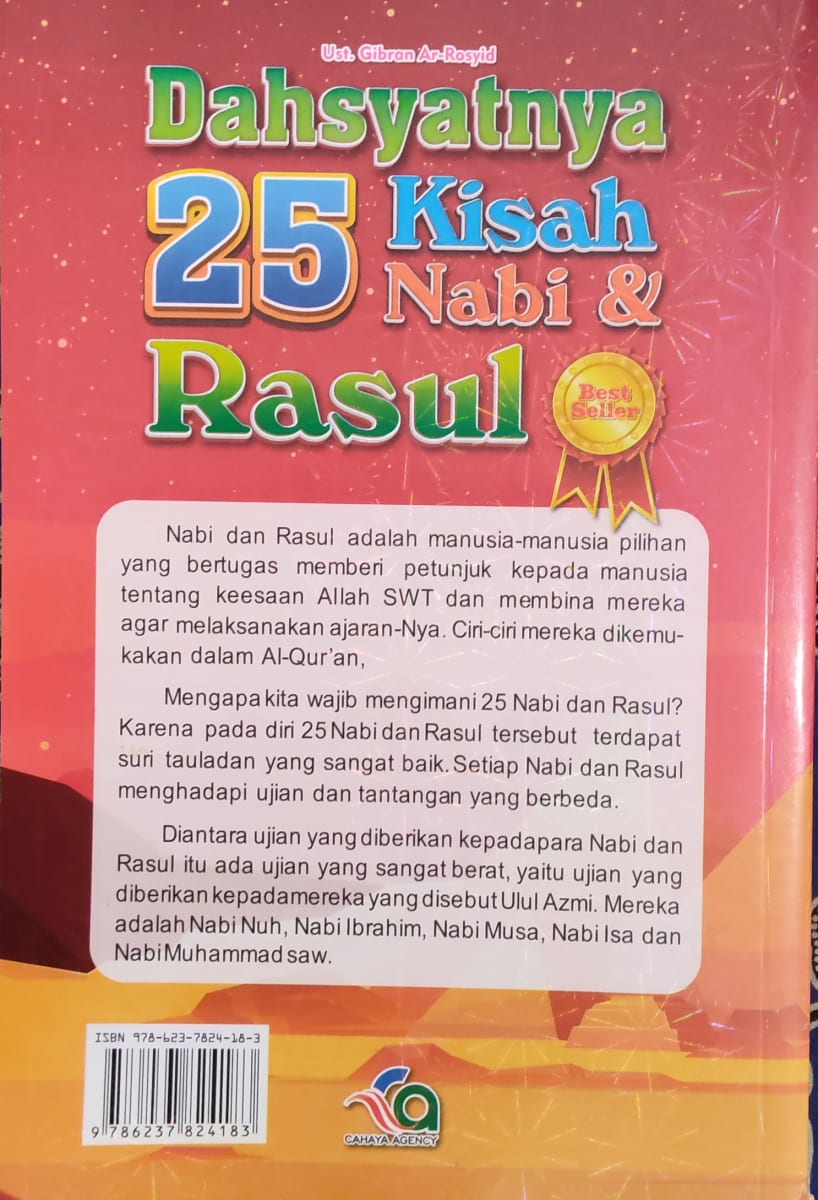 Ust. Gibran Ar-Rosyid
Dahsyatnya
25 Kisah
Nabi &
Rasul
Best
Seller
Nabi dan Rasul adalah manusia-manusia pilihan
yang bertugas memberi petunjuk kepada manusia
tentang keesaan Allah SWT dan membina mereka
agar melaksanakan ajaran-Nya. Ciri-ciri mereka dikemu-
kakan dalam Al-Qur'an,
Mengapa kita wajib mengimani 25 Nabi dan Rasul?
Karena pada diri 25 Nabi dan Rasul tersebut terdapat
suri tauladan yang sangat baik. Setiap Nabi dan Rasul
menghadapi ujian dan tantangan yang berbeda.
Diantara ujian yang diberikan kepadapara Nabi dan
Rasul itu ada ujian yang sangat berat, yaitu ujian yang
diberikan kepadamereka yang disebut Ulul Azmi. Mereka
adalah Nabi Nuh, Nabi Ibrahim, Nabi Musa, Nabi Isa dan
Nabi Muhammad saw.
ISBN 978-623-7824-18-3
9 786237 824183
CAHAYA AGENCY